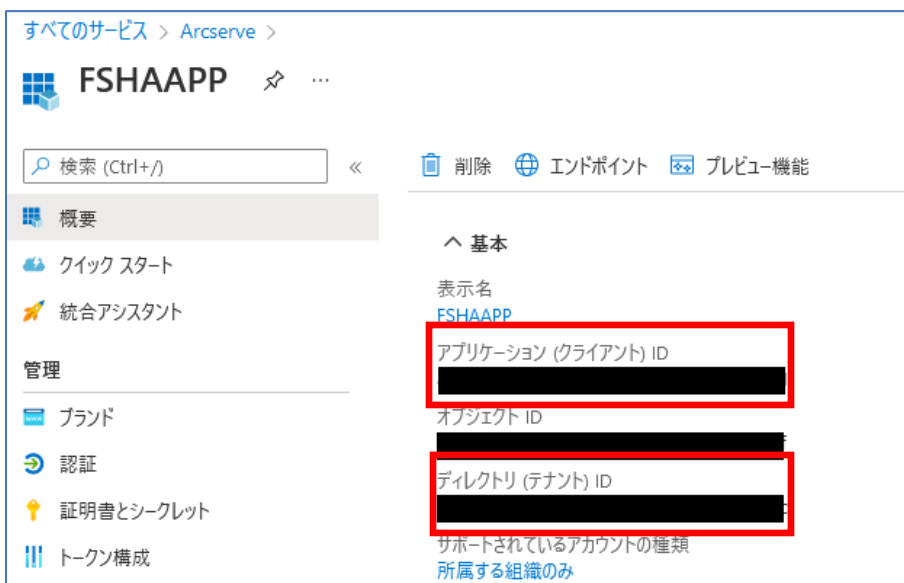 すべてのサービス > Arcserve >
FSHAAPP
検索 (Ctrl+/)
削除
エンドポイント
プレビュー機能
概要
クイック スタート
統合アシスタント
管理
ブランド
認証
証明書とシークレット
トークン構成
基本
表示名
FSHAAPP
アプリケーション (クライアント) ID
オブジェクト ID
ディレクトリ (テナント) ID
サポートされているアカウントの種類
所属する組織のみ